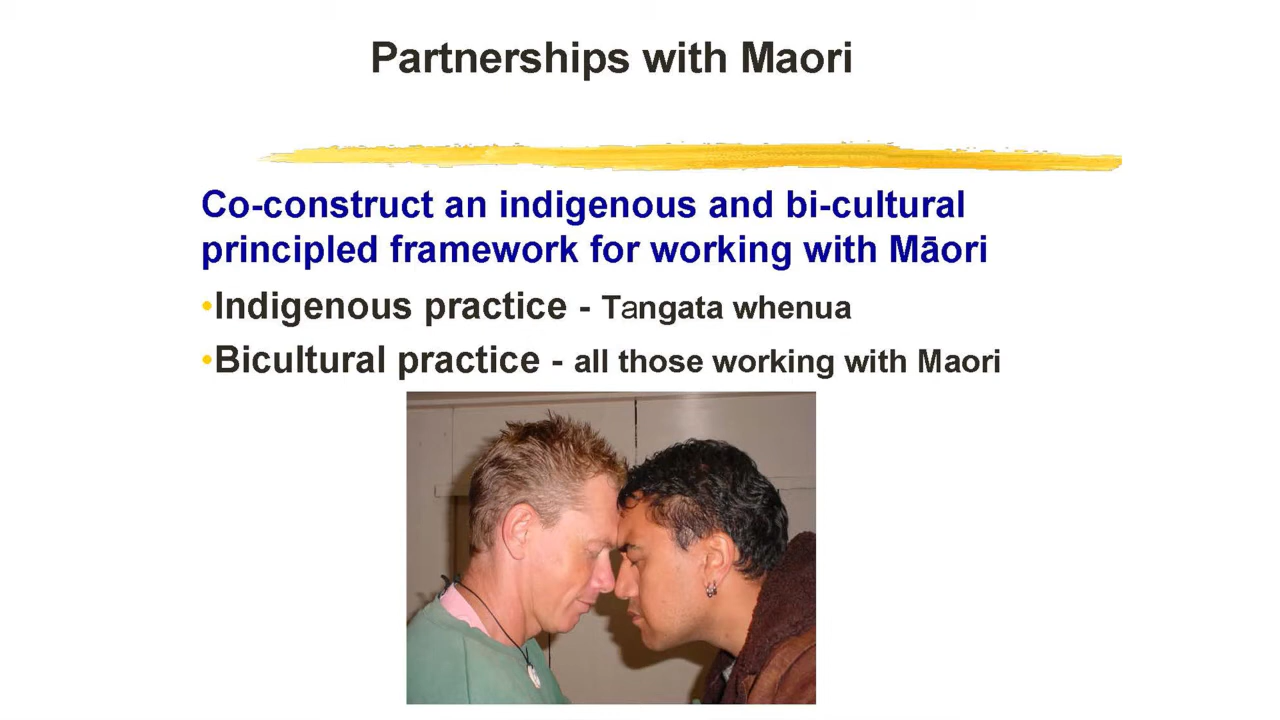 Partnerships with Maori
Co-construct an indigenous and bi-cultural
principled framework for working with Māori
•Indigenous practice - Tangata whenua
•Bicultural practice - all those working with Maori